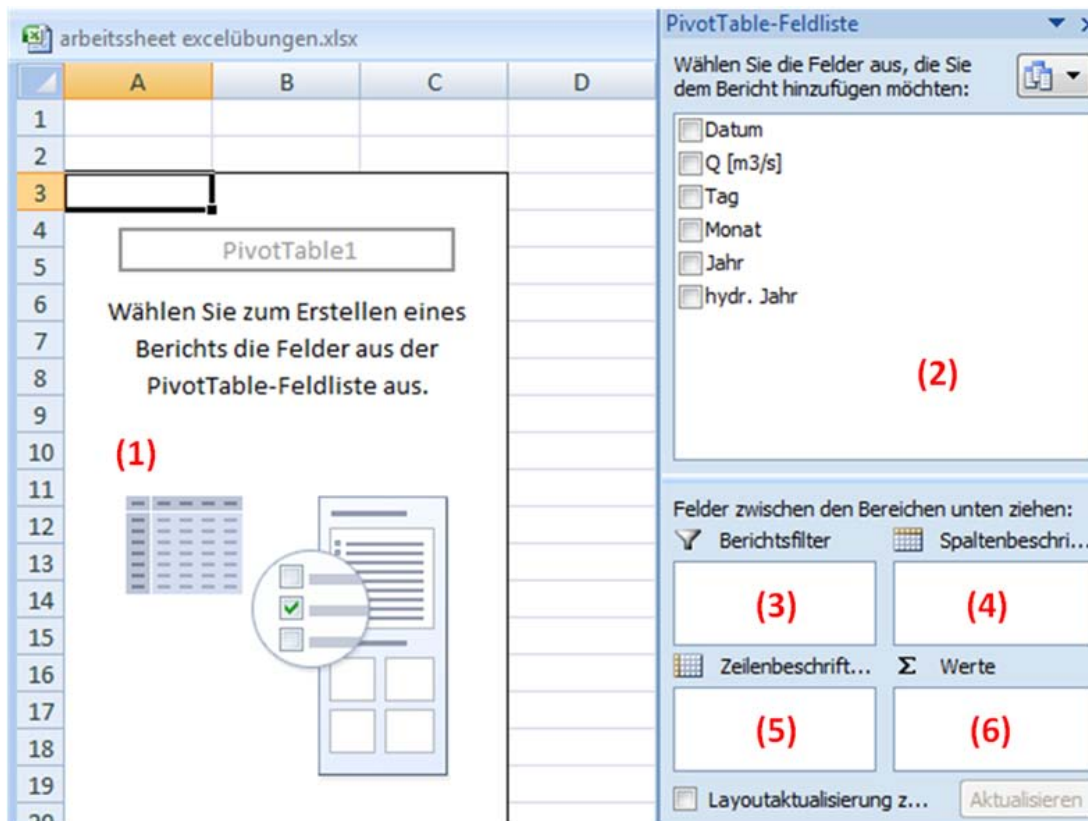 arbeitssheet excelübungen.xlsx
A B C D
1
2
3
4
5
6
7
8
9
10
11
12
13
14
15
16
17
18
19
20
PivotTable1
Wählen Sie zum Erstellen eines
Berichts die Felder aus der
PivotTable-Feldliste aus.
(1)
PivotTable-Feldliste
Wählen Sie die Felder aus, die Sie
dem Bericht hinzufügen möchten:
Datum
Q [m3/s]
Tag
Monat
Jahr
hydr. Jahr
(2)
Felder zwischen den Bereichen unten ziehen:
Berichtsfilter
Spaltenbeschri...
(3)
(4)
Zeilenbeschrift...
Σ Werte
(5)
(6)
Layoutaktualisierung z...
Aktualisieren